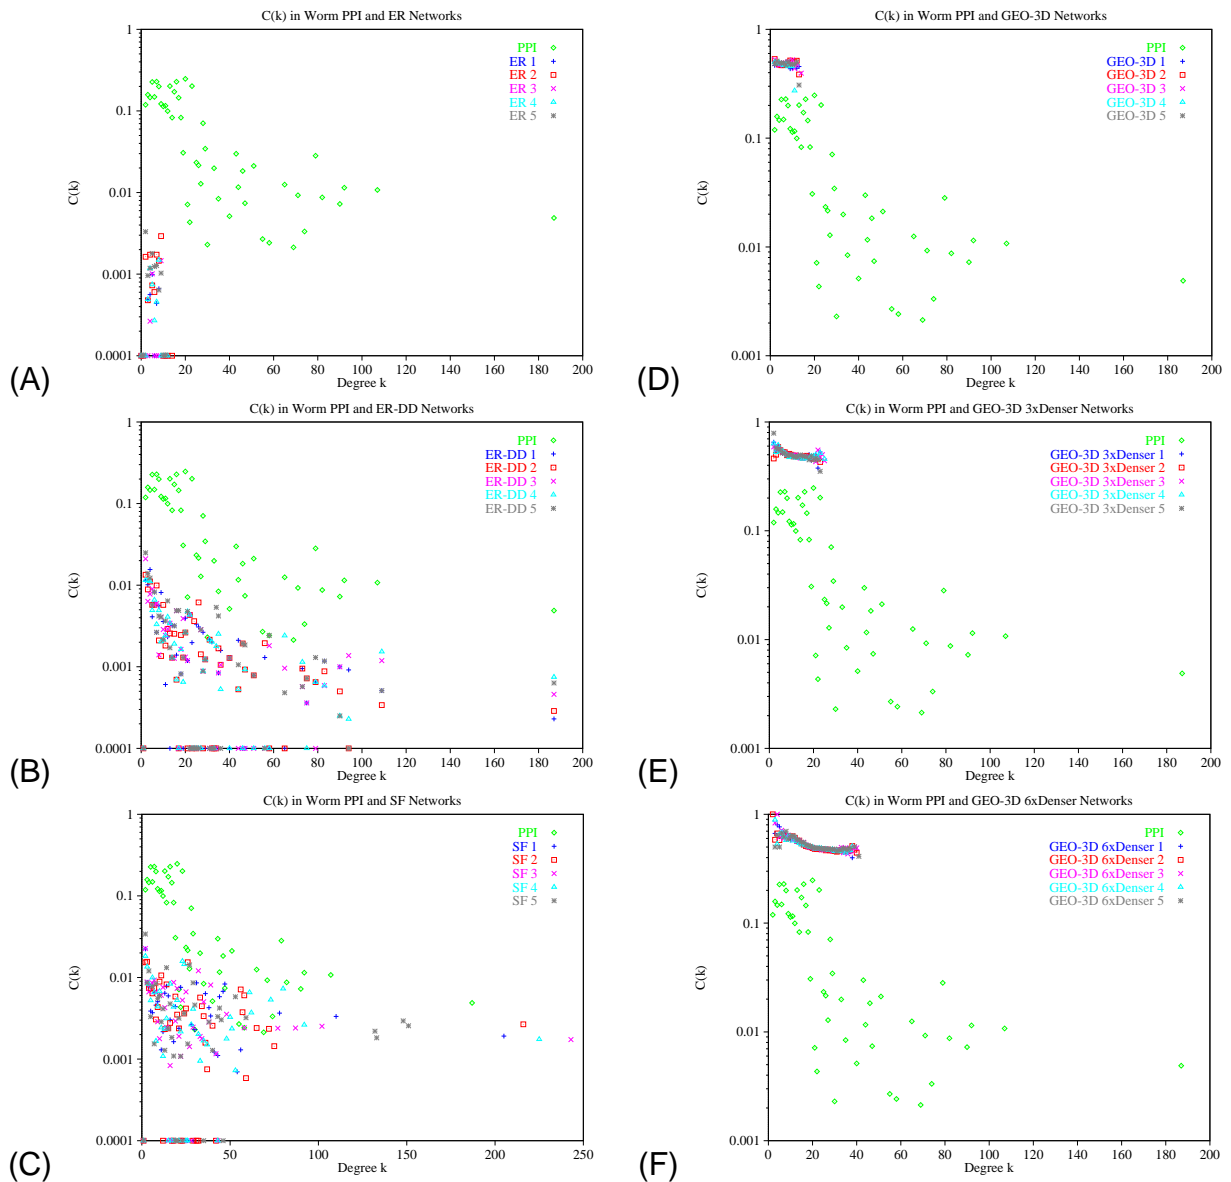 C(k) in Worm PPI and ER Networks
1
0.1
0.01
0.001
0.0001
C(k)
0 20 40 60 80 100 120 140 160 180 200
Degree k
PPI
ER 1
ER 2
ER 3
ER 4
ER 5
(A)
C(k) in Worm PPI and ER-DD Networks
1
0.1
0.01
0.001
0.0001
C(k)
0 20 40 60 80 100 120 140 160 180 200
Degree k
PPI
ER-DD 1
ER-DD 2
ER-DD 3
ER-DD 4
ER-DD 5
(B)
C(k) in Worm PPI and SF Networks
1
0.1
0.01
0.001
0.0001
C(k)
0 50 100 150 200 250
Degree k
PPI
SF 1
SF 2
SF 3
SF 4
SF 5
(C)
C(k) in Worm PPI and GEO-3D Networks
1
0.1
0.01
0.001
C(k)
0 20 40 60 80 100 120 140 160 180 200
Degree k
PPI
GEO-3D 1
GEO-3D 2
GEO-3D 3
GEO-3D 4
GEO-3D 5
(D)
C(k) in Worm PPI and GEO-3D 3xDenser Networks
1
0.1
0.01
0.001
C(k)
0 20 40 60 80 100 120 140 160 180 200
Degree k
PPI
GEO-3D 3xDenser 1
GEO-3D 3xDenser 2
GEO-3D 3xDenser 3
GEO-3D 3xDenser 4
GEO-3D 3xDenser 5
(E)
C(k) in Worm PPI and GEO-3D 6xDenser Networks
1
0.1
0.01
0.001
C(k)
0 20 40 60 80 100 120 140 160 180 200
Degree k
PPI
GEO-3D 6xDenser 1
GEO-3D 6xDenser 2
GEO-3D 6xDenser 3
GEO-3D 6xDenser 4
GEO-3D 6xDenser 5
(F)